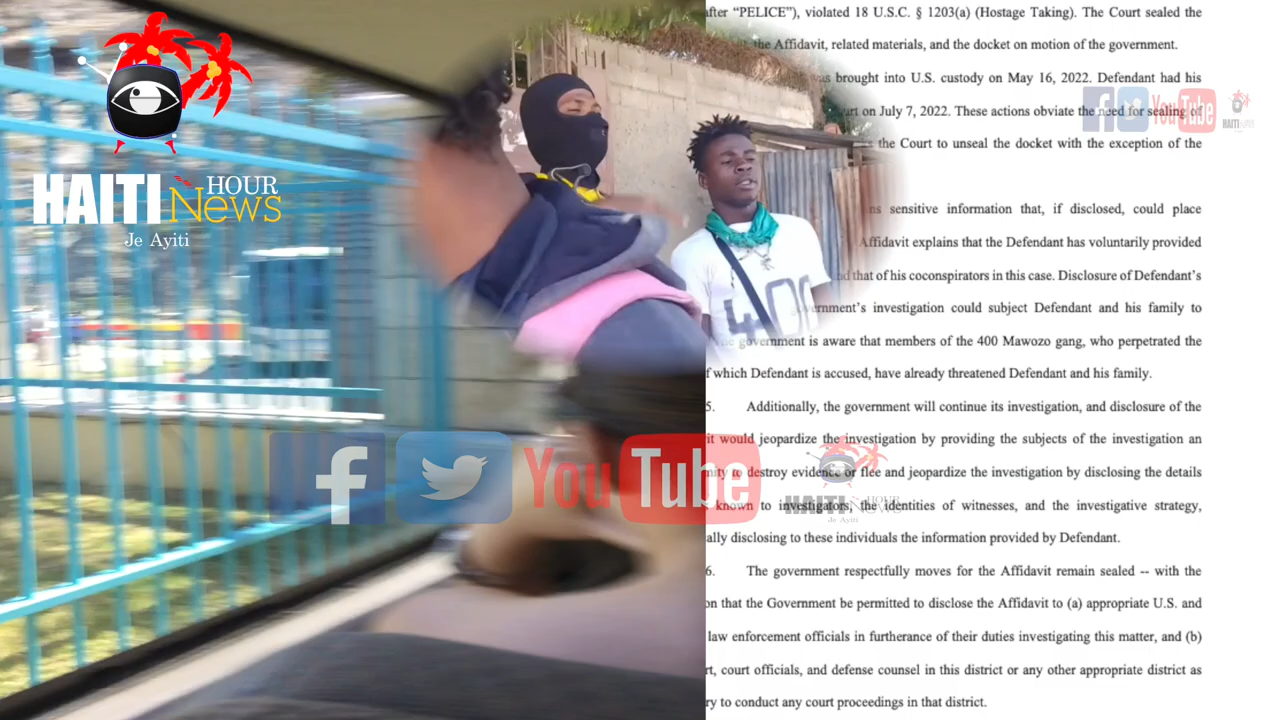 HAITI HOUR
News
Je Ayiti
400
f
YouTube
HAITI HOUR
NEWS
Je Ayiti
f
YouTube
HAITI
after “PELICE”), violated 18 U.S.C. § 1203(a) (Hostage Taking). The Court sealed the
the Affidavit, related materials, and the docket on motion of the government.
was brought into U.S. custody on May 16, 2022. Defendant had his
on July 7, 2022. These actions obviate the need for sealing of
the Court to unseal the docket with the exception of the
sensitive information that, if disclosed, could place
Affidavit explains that the Defendant has voluntarily provided
that of his coconspirators in this case. Disclosure of Defendant’s
investigation could subject Defendant and his family to
government is aware that members of the 400 Mawozo gang, who perpetrated the
which Defendant is accused, have already threatened Defendant and his family.
5. Additionally, the government will continue its investigation, and disclosure of the
would jeopardize the investigation by providing the subjects of the investigation an
to destroy evidence or flee and jeopardize the investigation by disclosing the details
known to investigators, the identities of witnesses, and the investigative strategy,
ally disclosing to these individuals the information provided by Defendant.
6. The government respectfully moves for the Affidavit remain sealed -- with the
on that the Government be permitted to disclose the Affidavit to (a) appropriate U.S. and
law enforcement officials in furtherance of their duties investigating this matter, and (b)
rt, court officials, and defense counsel in this district or any other appropriate district as
ry to conduct any court proceedings in that district.